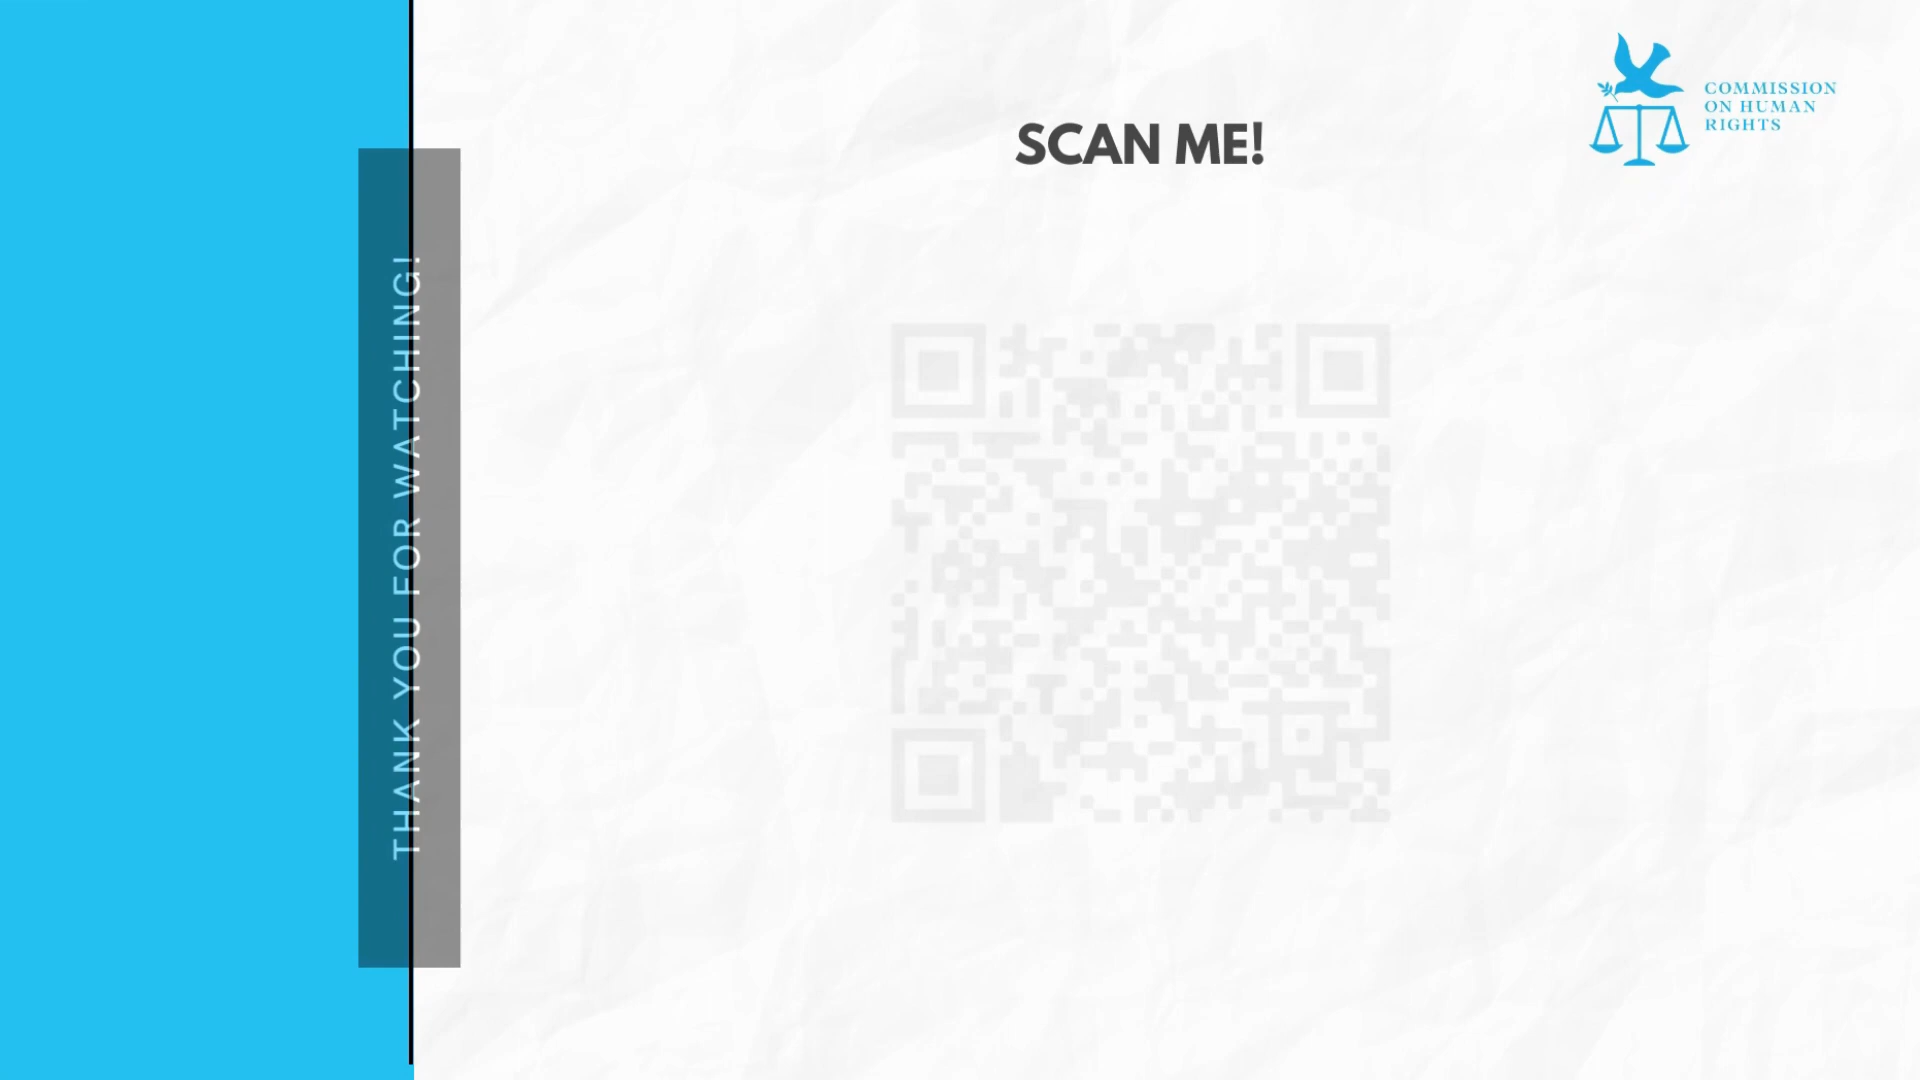 SCAN ME!
COMMISSION
ON HUMAN
RIGHTS
THANK YOU FOR WATCHING!